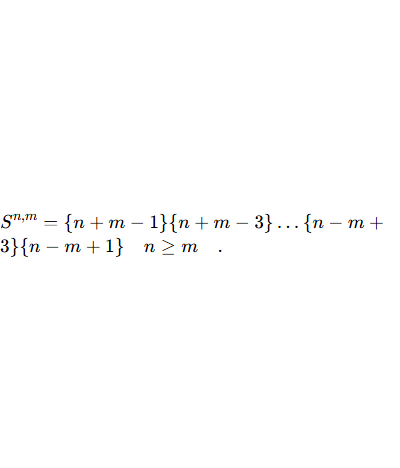 S^{n,m} = {n + m − 1}{n + m − 3} … {n − m +
3}{n − m + 1}   n ≥ m   .